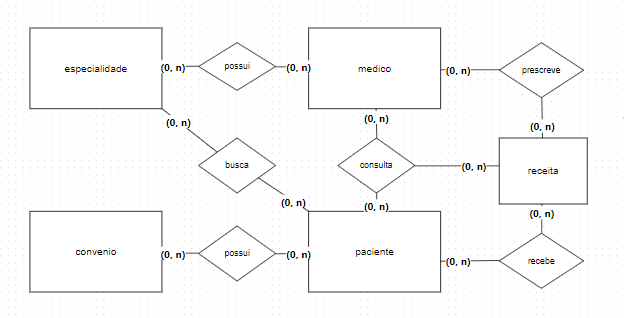 especialidade
(0, n)
possui
(0, n)
medico
(0, n)
prescreve
(0, n)
(0, n)
(0, n)
busca
consulta
(0, n)
receita
(0, n)
(0, n)
(0, n)
convenio
(0, n)
possui
(0, n)
paciente
(0, n)
recebe